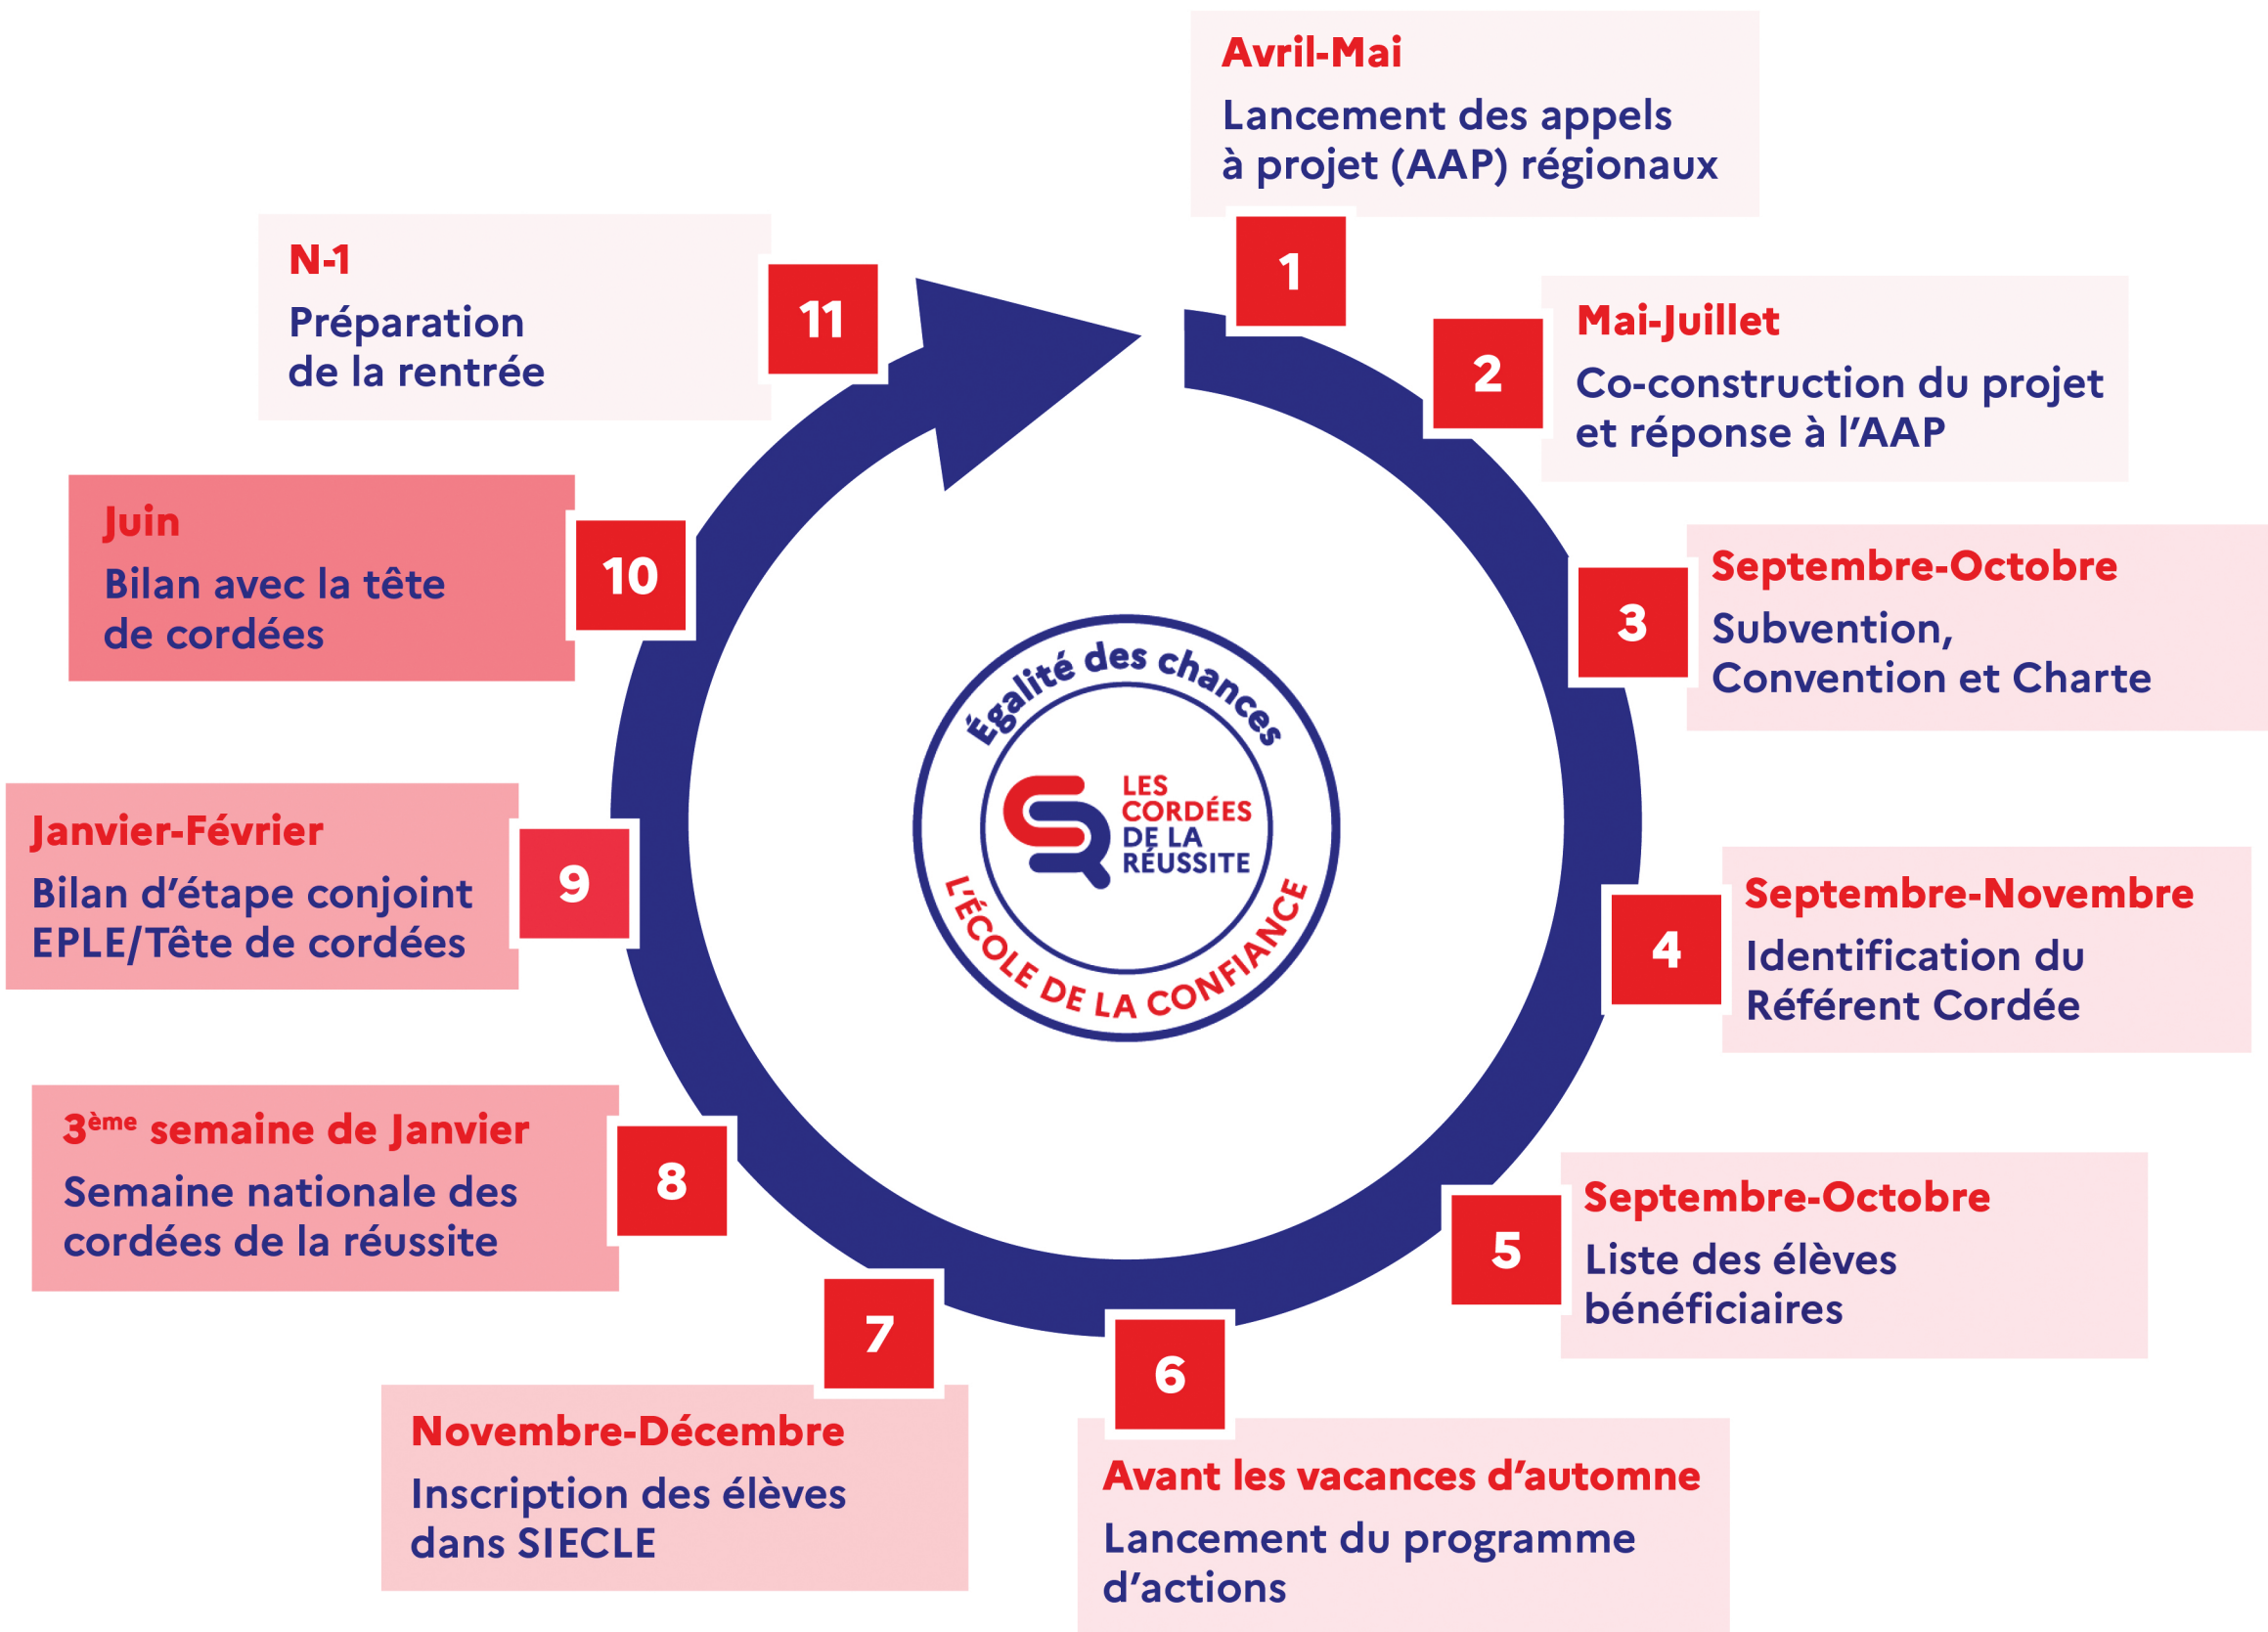 1
Avril-Mai
Lancement des appels
à projet (AAP) régionaux
2
Mai-Juillet
Co-construction du projet
et réponse à l’AAP
3
Septembre-Octobre
Subvention,
Convention et Charte
4
Septembre-Novembre
Identification du
Référent Cordée
5
Septembre-Octobre
Liste des élèves
bénéficiaires
6
Avant les vacances d’automne
Lancement du programme
d’actions
7
Novembre-Décembre
Inscription des élèves
dans SIECLE
8
3ème semaine de Janvier
Semaine nationale des
cordées de la réussite
9
Janvier-Février
Bilan d’étape conjoint
EPLE/Tête de cordées
10
Juin
Bilan avec la tête
de cordées
11
N-1
Préparation
de la rentrée
Égalité des chances
LES
CORDÉES
DE LA
RÉUSSITE
L’ÉCOLE DE LA CONFIANCE